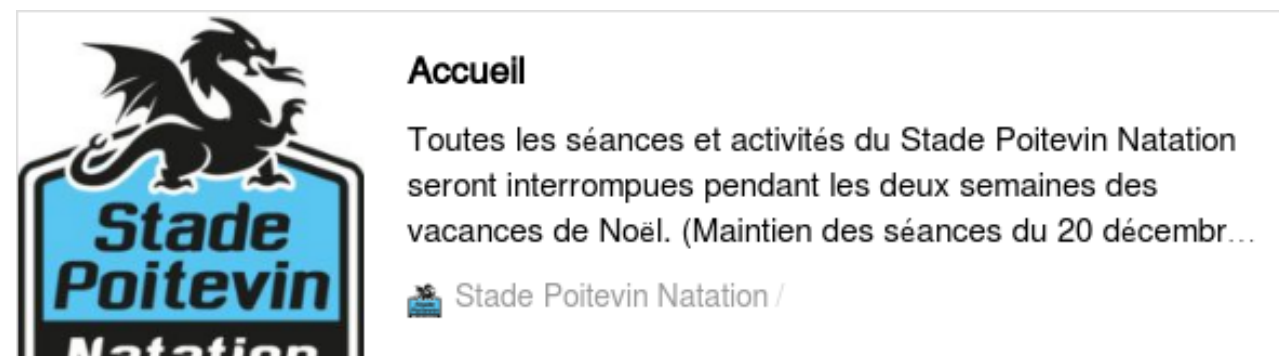 Stade
Poitevin
Natation
Accueil
Toutes les séances et activités du Stade Poitevin Natation
seront interrompues pendant les deux semaines des
vacances de Noël. (Maintien des séances du 20 décembr...
Stade Poitevin Natation /